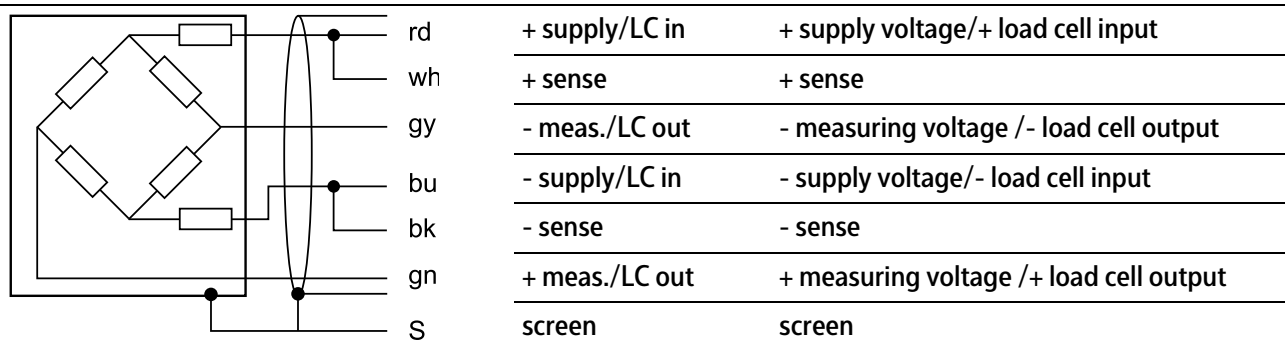 rd + supply/LC in + supply voltage/+ load cell input
wh + sense + sense
gy - meas./LC out - measuring voltage /- load cell output
bu - supply/LC in - supply voltage/- load cell input
bk - sense - sense
gn + meas./LC out + measuring voltage /+ load cell output
S screen screen